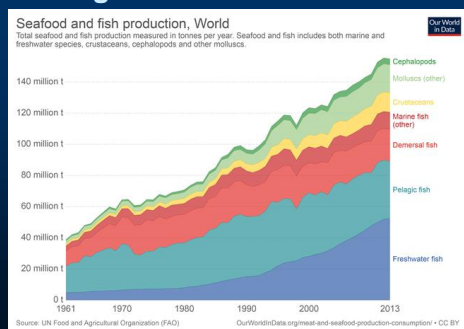 Seafood and fish production, World
Total seafood and fish production measured in tonnes per year. Seafood and fish includes both marine and
freshwater species, crustaceans, cephalopods and other molluscs.
Our World
in Data
140 million t
120 million t
100 million t
80 million t
60 million t
40 million t
20 million t
0 t
Cephalopods
Molluscs (other)
Crustaceans
Marine fish
(other)
Demersal fish
Pelagic fish
Freshwater fish
1961
1970
1980
1990
2000
2013
Source: UN Food and Agricultural Organization (FAO)
OurWorldInData.org/meat-and-seafood-production-consumption/ • CC BY